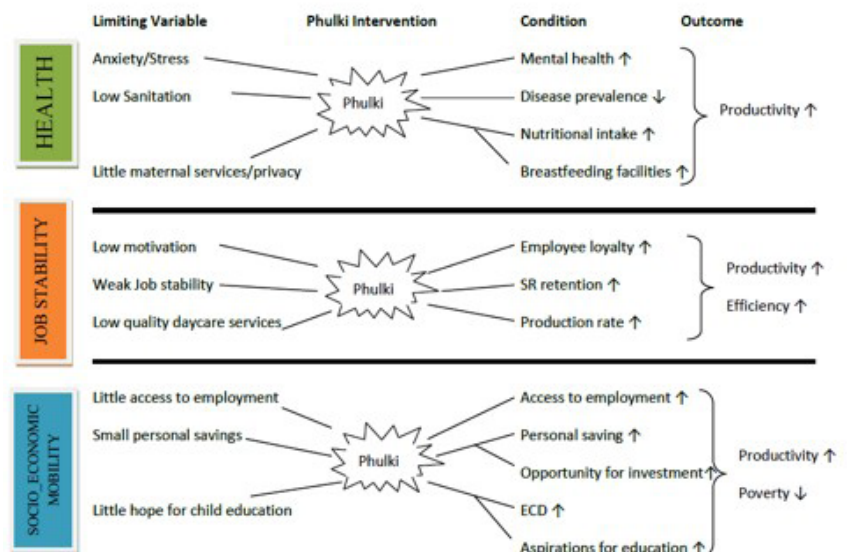 Limiting Variable Phulki Intervention Condition Outcome
HEALTH
Anxiety/Stress
Low Sanitation
Little maternal services/privacy
Phulki
Mental health ↑
Disease prevalence ↓
Nutritional intake ↑
Breastfeeding facilities ↑
Productivity ↑
JOB STABILITY
Low motivation
Weak Job stability
Low quality daycare services
Phulki
Employee loyalty ↑
SR retention ↑
Production rate ↑
Productivity ↑
Efficiency ↑
SOCIO_ECONOMIC
MOBILITY
Little access to employment
Small personal savings
Little hope for child education
Phulki
Access to employment ↑
Personal saving ↑
Opportunity for investment↑
ECD ↑
Aspirations for education ↑
Productivity ↑
Poverty ↓